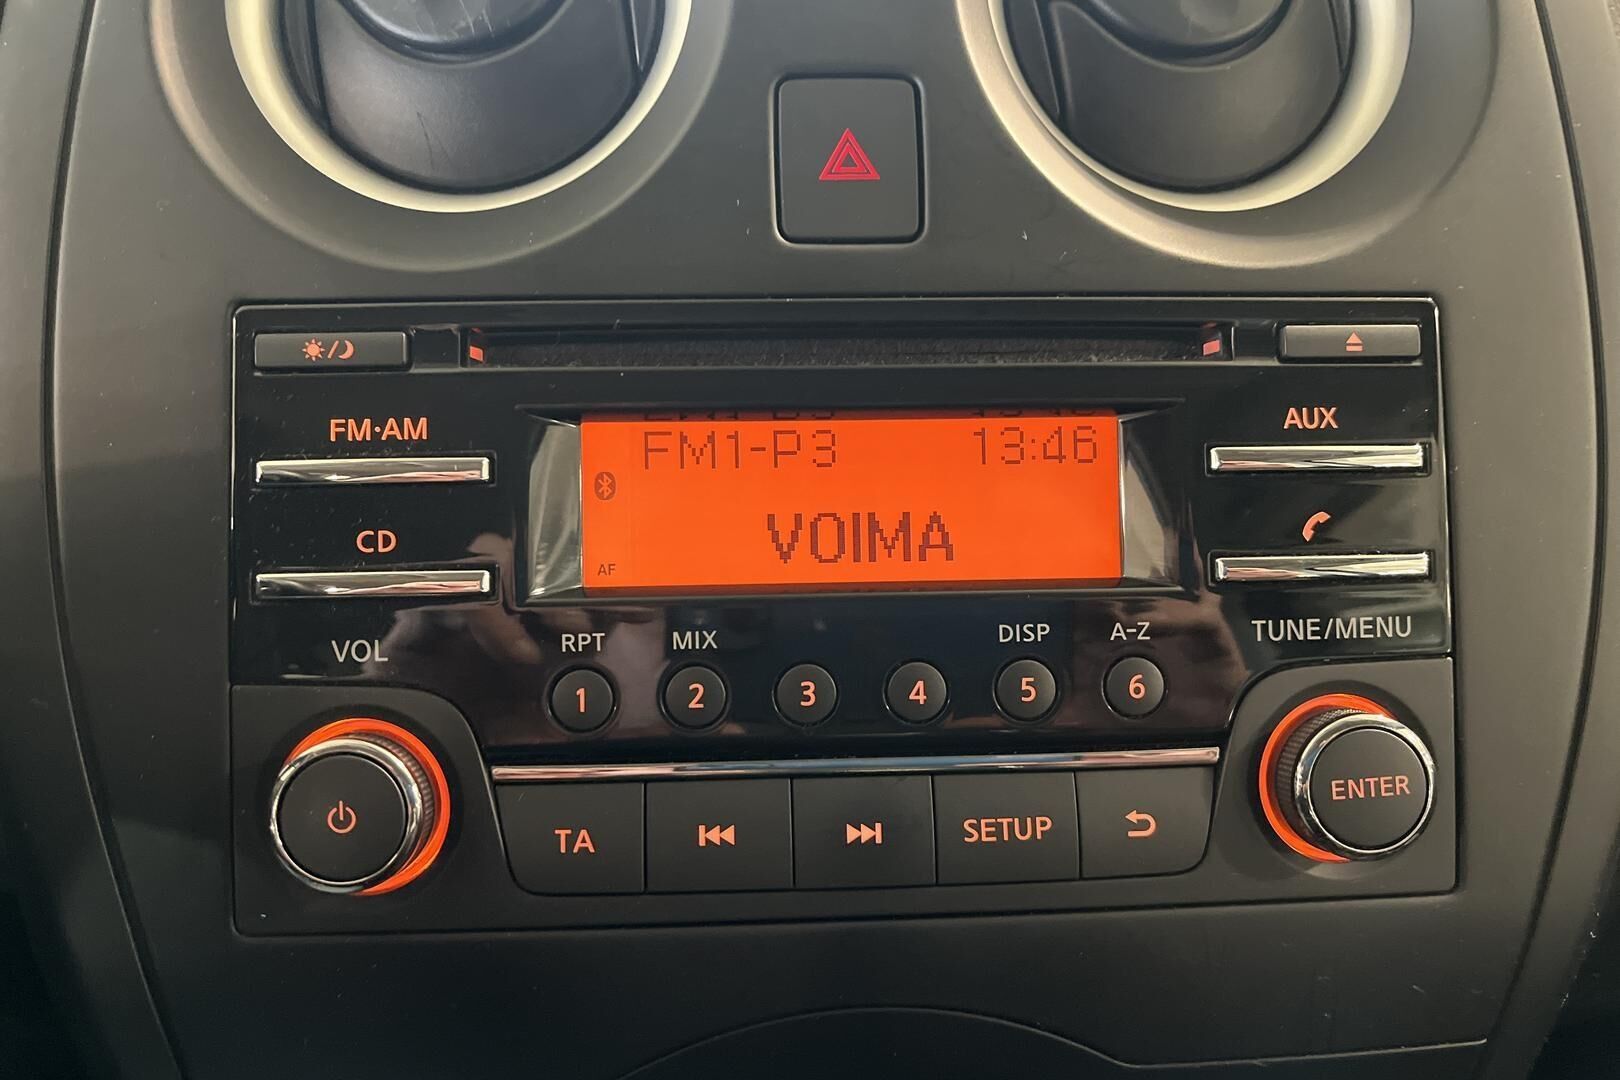 FM·AM
AUX
FM1-P3 13:46
VOIMA
AF
CD
VOL
RPT MIX DISP A-Z
TUNE/MENU
1 2 3 4 5 6
TA
SETUP
ENTER